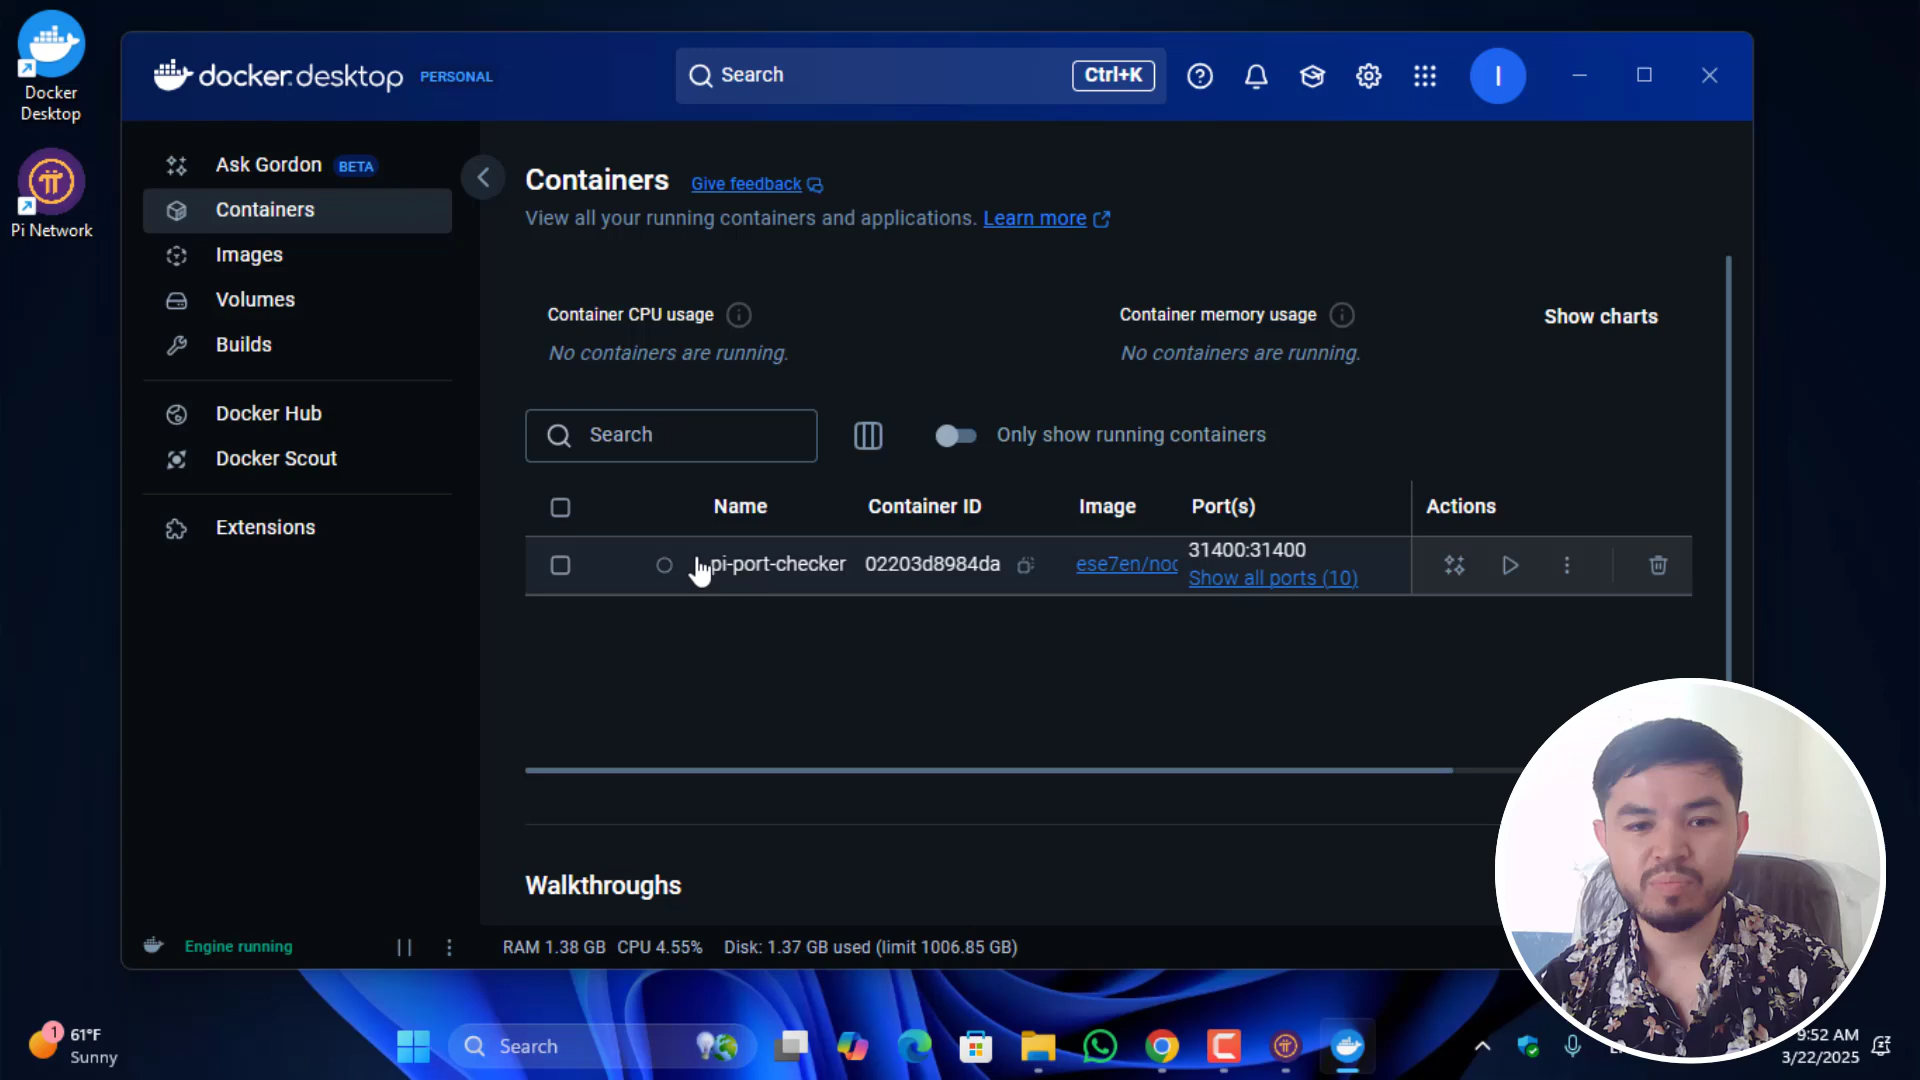 Docker
Desktop
Pi Network
docker.desktop PERSONAL
Search
Ctrl+K
I
Ask Gordon BETA
Containers
Images
Volumes
Builds
Docker Hub
Docker Scout
Extensions
Containers Give feedback
View all your running containers and applications. Learn more
Container CPU usage
No containers are running.
Container memory usage
No containers are running.
Show charts
Search
Only show running containers
Name Container ID Image Port(s) Actions
pi-port-checker 02203d8984da ese7en/noc 31400:31400
Show all ports (10)
Walkthroughs
Engine running
RAM 1.38 GB CPU 4.55% Disk: 1.37 GB used (limit 1006.85 GB)
1
61°F
Sunny
Search
9:52 AM
3/22/2025